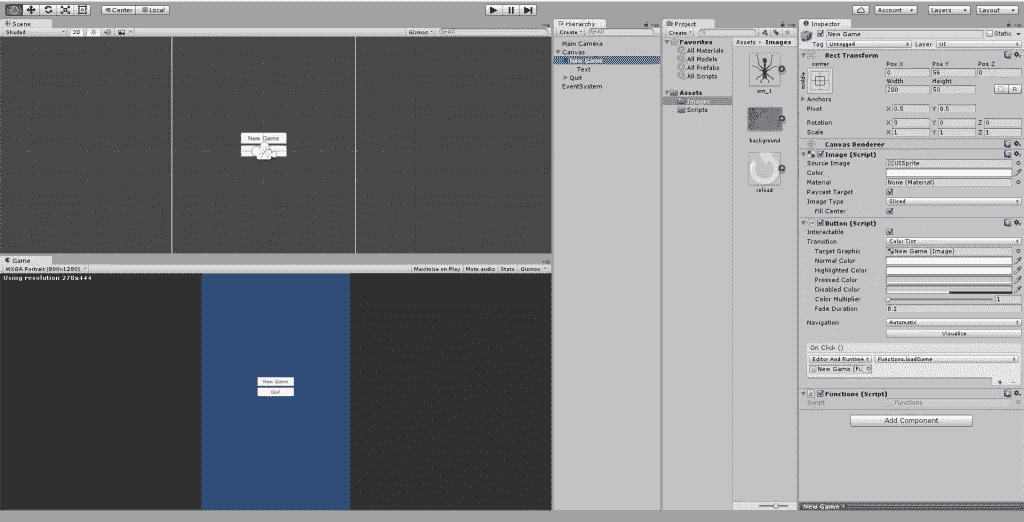 Center Local
Account Layers Layout
Scene
Shaded 2D Gizmos All
New Game
Game
WXGA Portrait (800x1280) Maximize on Play Mute audio Stats Gizmos
Using resolution 278x444
New Game
Quit
Hierarchy
Create All
Main Camera
Canvas
New Game
Text
Quit
EventSystem
Project
Create
Favorites
All Materials
All Models
All Prefabs
All Scripts
Assets
Images
Scripts
Assets Images
ant_1
background
reload
Inspector
New Game Static
Tag Untagged Layer UI
Rect Transform
center Pos X Pos Y Pos Z
middle 0 56 0
Width Height
200 50 R
Anchors
Pivot X 0.5 Y 0.5
Rotation X 0 Y 0 Z 0
Scale X 1 Y 1 Z 1
Canvas Renderer
Image (Script)
Source Image UISprite
Color
Material None (Material)
Raycast Target
Image Type Sliced
Fill Center
Button (Script)
Interactable
Transition Color Tint
Target Graphic New Game (Image)
Normal Color
Highlighted Color
Pressed Color
Disabled Color
Color Multiplier 1
Fade Duration 0.1
Navigation Automatic
Visualize
On Click ()
Editor And Runtime Functions.loadGame
New Game (Fu
Functions (Script)
Script Functions
Add Component
New Game